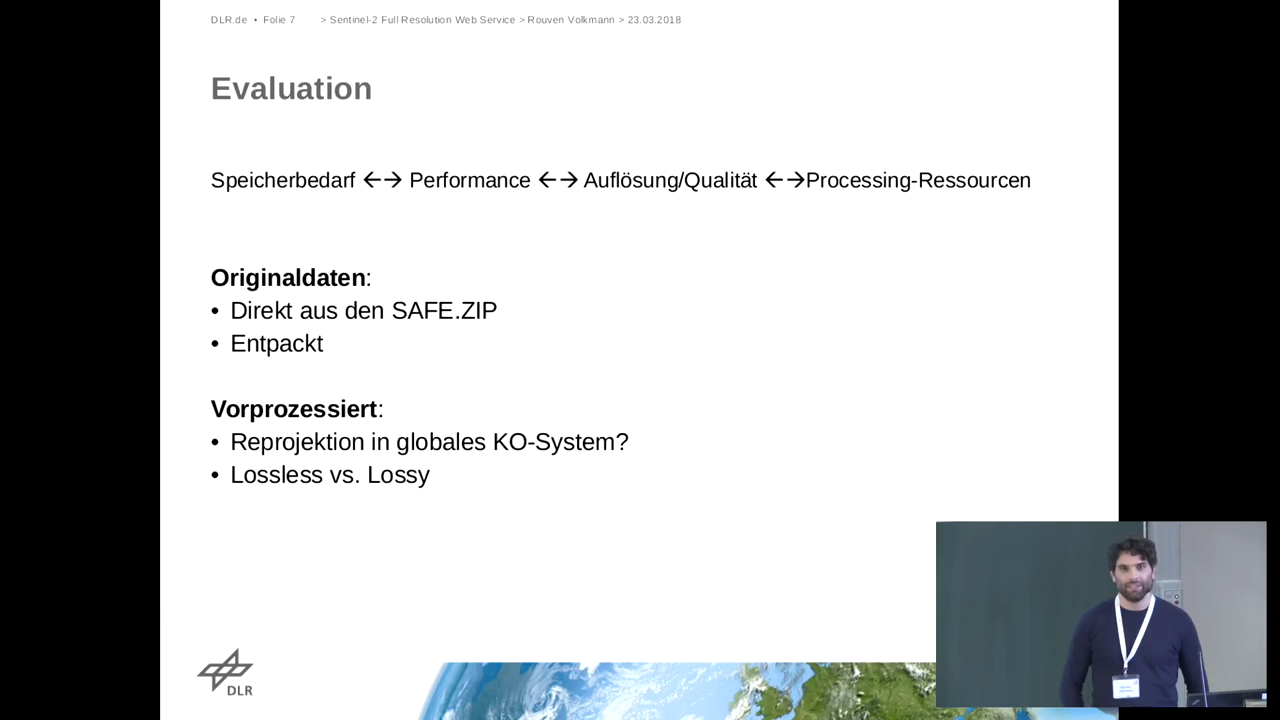 DLR.de • Folie 7 > Sentinel-2 Full Resolution Web Service > Rouven Volkmann > 23.03.2018
Evaluation
Speicherbedarf ←→ Performance ←→ Auflösung/Qualität ←→Processing-Ressourcen
Originaldaten:
• Direkt aus den SAFE.ZIP
• Entpackt
Vorprozessiert:
• Reprojektion in globales KO-System?
• Lossless vs. Lossy
DLR